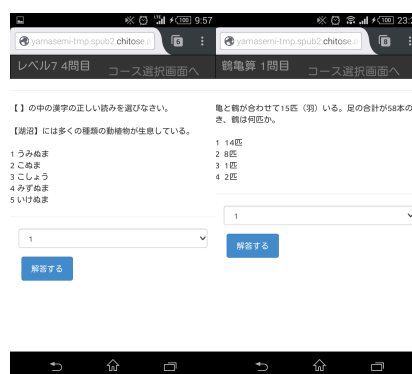 9:57
yamasemi-tmp.spub2.chitose.a
6
レベル7 4問目
コース選択画面へ
【 】の中の漢字の正しい読みを選びなさい。
【湖沼】には多くの種類の動植物が生息している。
1 うみぬま
2 こぬま
3 こしょう
4 みずぬま
5 いけぬま
1
解答する
100 23:2
yamasemi-tmp.spub2.chitose.a
8
鶴亀算 1問目
コース選択画面へ
亀と鶴が合わせて15匹（羽）いる。足の合計が58本の
き、鶴は何匹か。
1 14匹
2 8匹
3 1匹
4 2匹
1
解答する